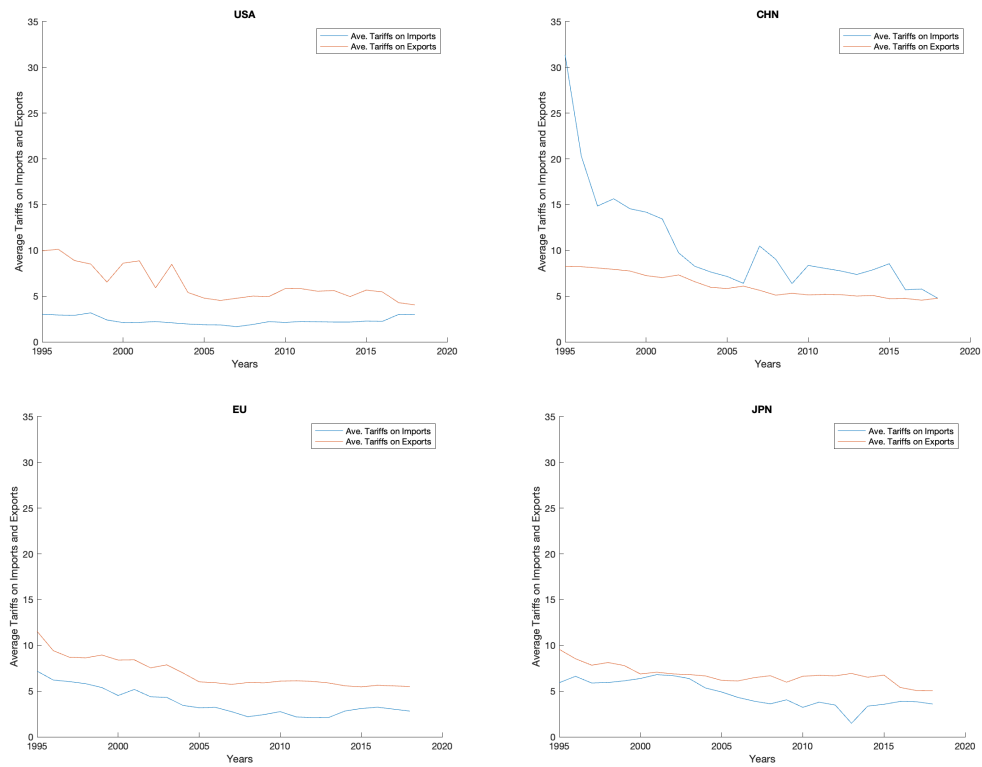 USA
Ave. Tariffs on Imports
Ave. Tariffs on Exports
Average Tariffs on Imports and Exports
35
30
25
20
15
10
5
0
1995 2000 2005 2010 2015 2020
Years
CHN
Ave. Tariffs on Imports
Ave. Tariffs on Exports
Average Tariffs on Imports and Exports
35
30
25
20
15
10
5
0
1995 2000 2005 2010 2015 2020
Years
EU
Ave. Tariffs on Imports
Ave. Tariffs on Exports
Average Tariffs on Imports and Exports
35
30
25
20
15
10
5
0
1995 2000 2005 2010 2015 2020
Years
JPN
Ave. Tariffs on Imports
Ave. Tariffs on Exports
Average Tariffs on Imports and Exports
35
30
25
20
15
10
5
0
1995 2000 2005 2010 2015 2020
Years